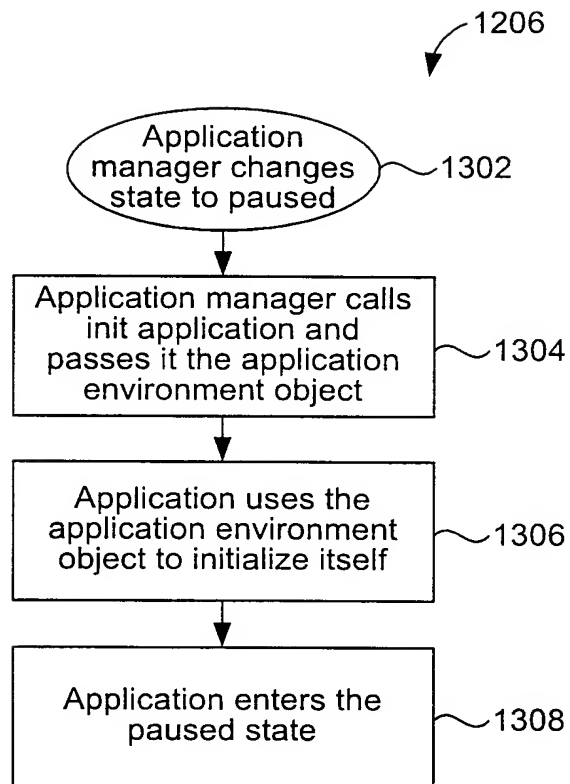 1206
Application
manager changes
state to paused
1302
Application manager calls
init application and
passes it the application
environment object
1304
Application uses the
application environment
object to initialize itself
1306
Application enters the
paused state
1308